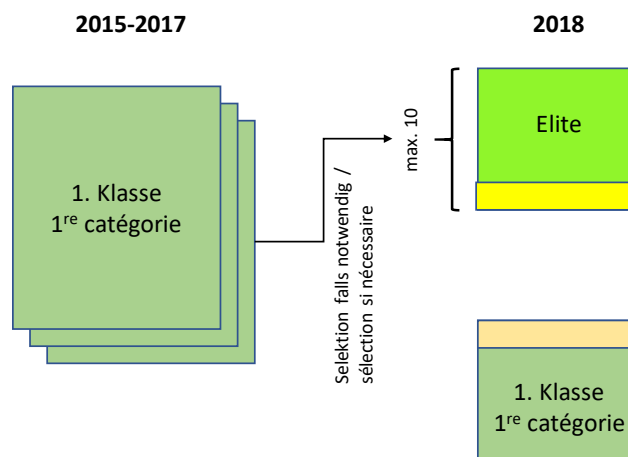 2015-2017
2018
1. Klasse
1re catégorie
Selektion falls notwendig /
sélection si nécessaire
max. 10
Elite
1. Klasse
1re catégorie